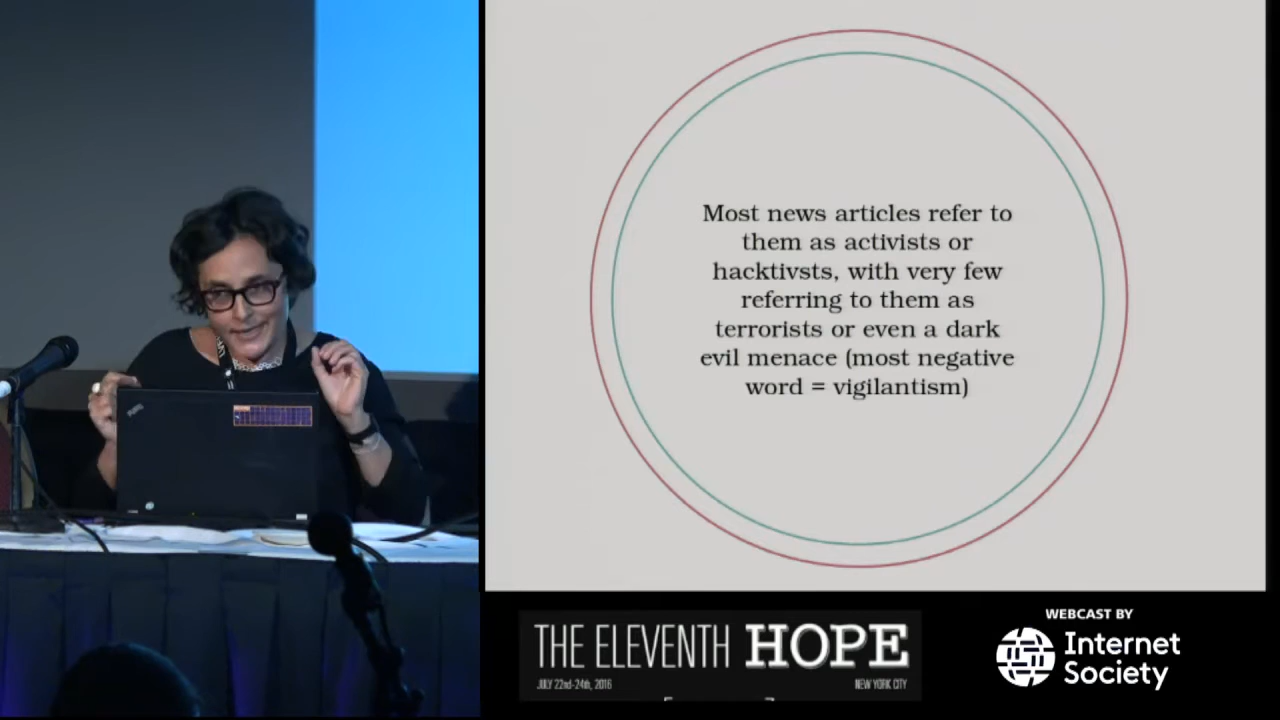 Most news articles refer to
them as activists or
hacktivsts, with very few
referring to them as
terrorists or even a dark
evil menace (most negative
word = vigilantism)
THE ELEVENTH HOPE
JULY 22nd-24th, 2016
NEW YORK CITY
WEBCAST BY
Internet
Society